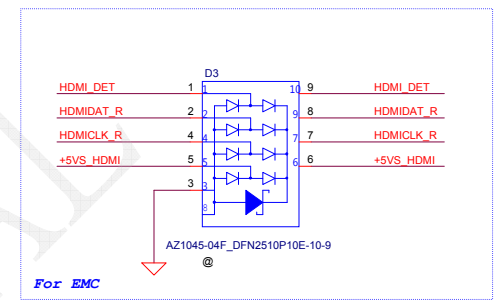 D3
HDMI_DET 1 1 10 9 HDMI_DET
HDMIDAT_R 2 2 9 8 HDMIDAT_R
HDMICLK_R 4 4 7 7 HDMICLK_R
+5VS_HDMI 5 5 6 6 +5VS_HDMI
3 3
8
AZ1045-04F_DFN2510P10E-10-9
@
For EMC